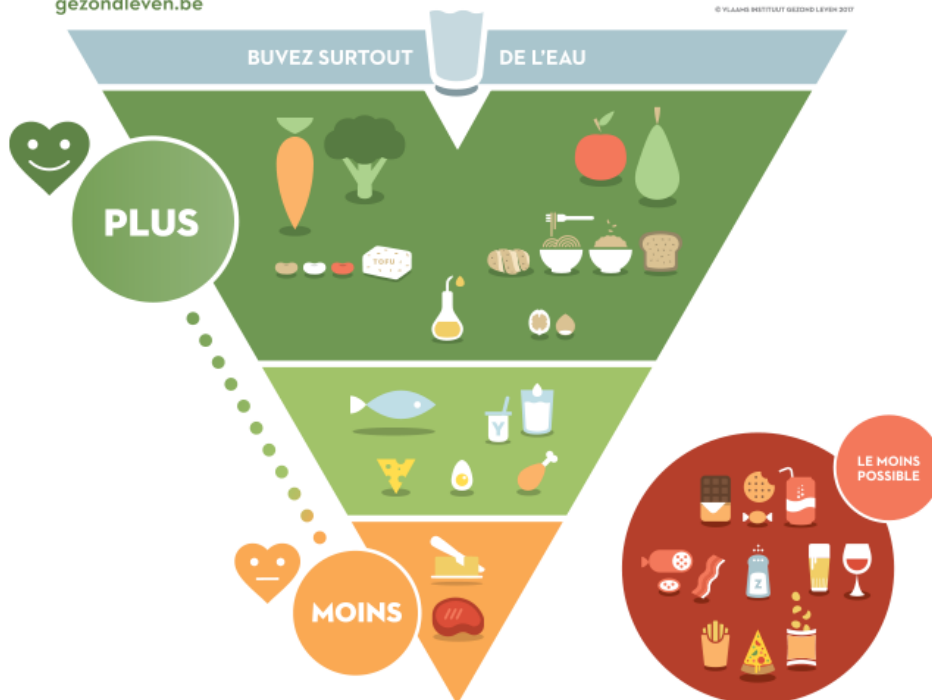 gezondleven.be
© VLAAMS INSTITUUT GEZOND LEVEN 2017
BUVEZ SURTOUT DE L'EAU
PLUS
TOFU
Y
LE MOINS
POSSIBLE
Z
MOINS